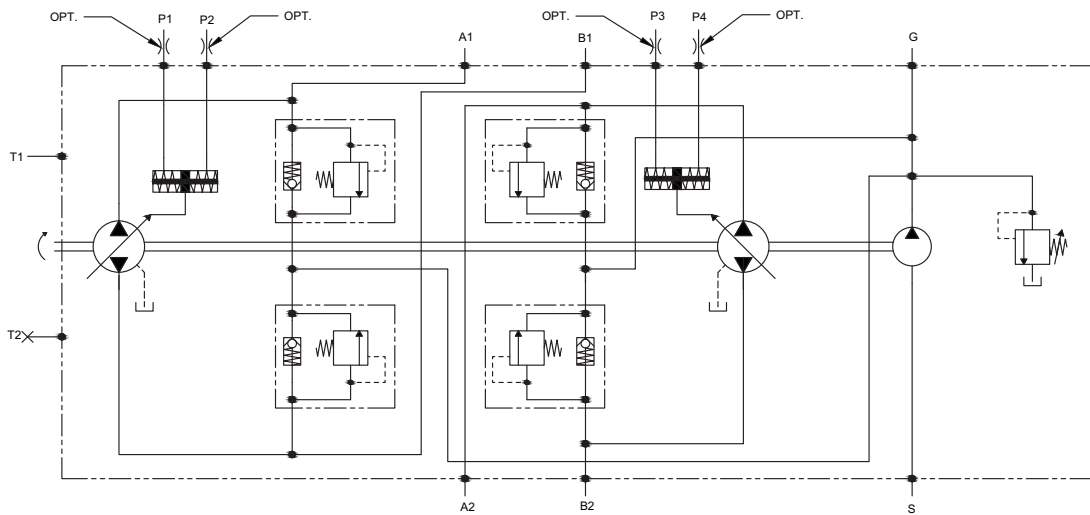 OPT. P1 P2 OPT. A1 B1 OPT. P3 P4 OPT. G
T1
T2
A2 B2 S